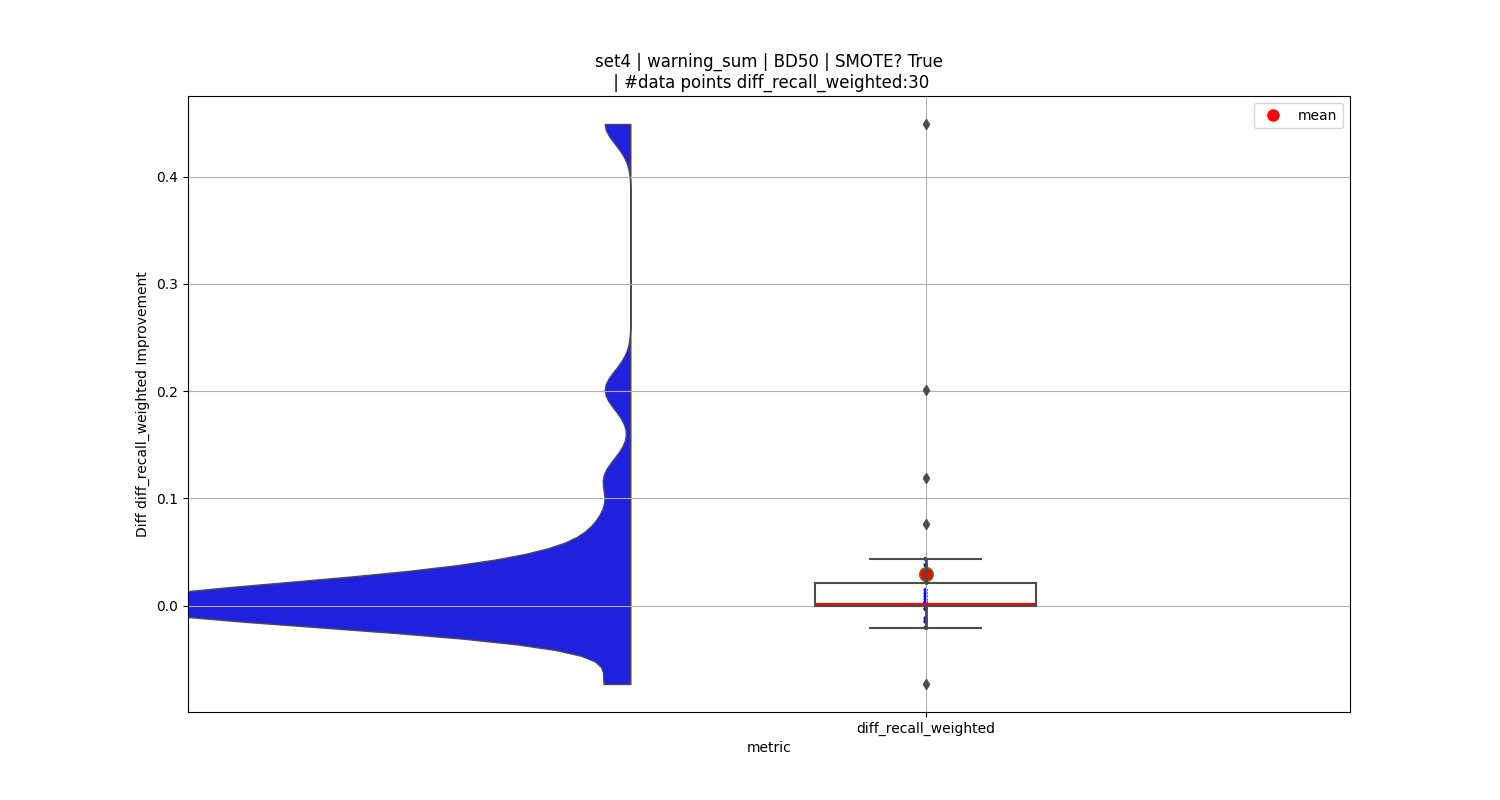 set4 | warning_sum | BD50 | SMOTE? True
| #data points diff_recall_weighted:30
mean
0.4
0.3
0.2
0.1
0.0
Diff diff_recall_weighted Improvement
diff_recall_weighted
metric